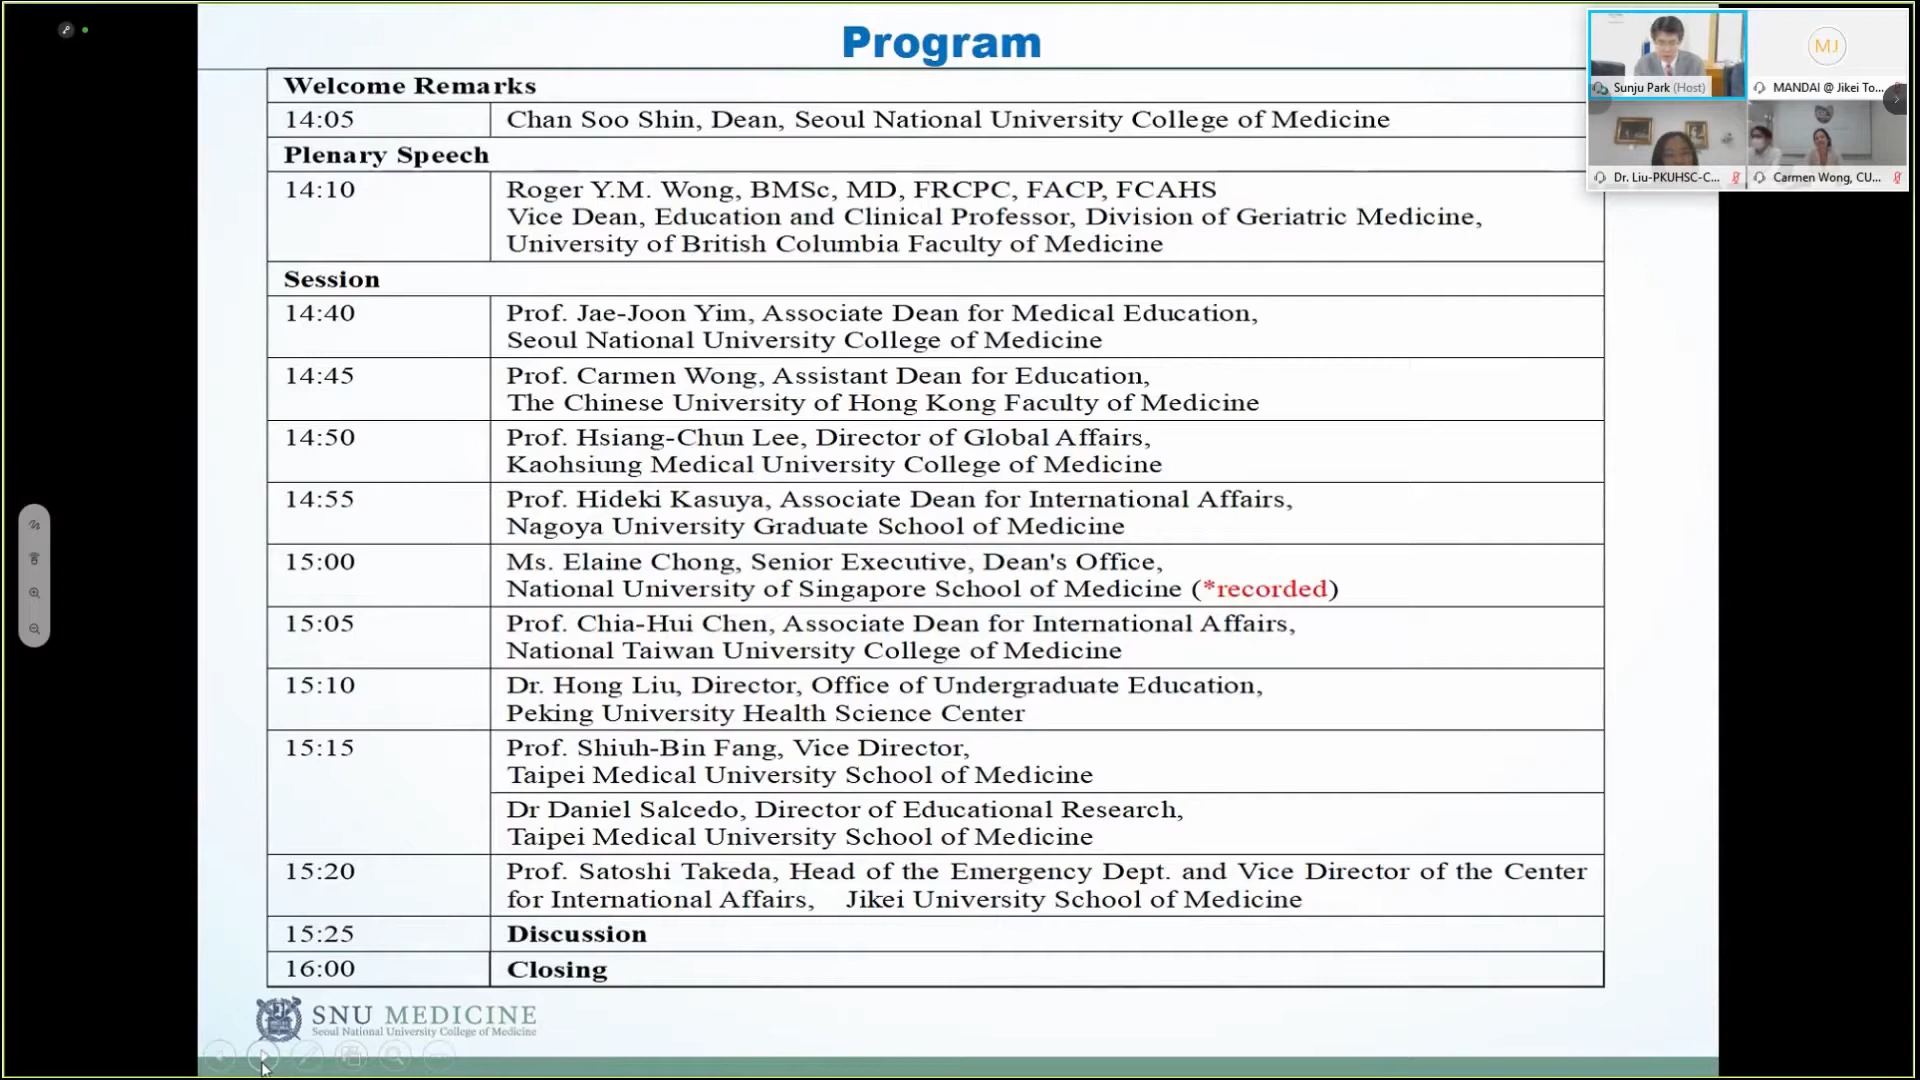 Program
Welcome Remarks
14:05 Chan Soo Shin, Dean, Seoul National University College of Medicine
Plenary Speech
14:10 Roger Y.M. Wong, BMSc, MD, FRCPC, FACP, FCAHS
Vice Dean, Education and Clinical Professor, Division of Geriatric Medicine,
University of British Columbia Faculty of Medicine
Session
14:40 Prof. Jae-Joon Yim, Associate Dean for Medical Education,
Seoul National University College of Medicine
14:45 Prof. Carmen Wong, Assistant Dean for Education,
The Chinese University of Hong Kong Faculty of Medicine
14:50 Prof. Hsiang-Chun Lee, Director of Global Affairs,
Kaohsiung Medical University College of Medicine
14:55 Prof. Hideki Kasuya, Associate Dean for International Affairs,
Nagoya University Graduate School of Medicine
15:00 Ms. Elaine Chong, Senior Executive, Dean's Office,
National University of Singapore School of Medicine (*recorded)
15:05 Prof. Chia-Hui Chen, Associate Dean for International Affairs,
National Taiwan University College of Medicine
15:10 Dr. Hong Liu, Director, Office of Undergraduate Education,
Peking University Health Science Center
15:15 Prof. Shiuh-Bin Fang, Vice Director,
Taipei Medical University School of Medicine
Dr Daniel Salcedo, Director of Educational Research,
Taipei Medical University School of Medicine
15:20 Prof. Satoshi Takeda, Head of the Emergency Dept. and Vice Director of the Center
for International Affairs, Jikei University School of Medicine
15:25 Discussion
16:00 Closing
SNU MEDICINE
Seoul National University College of Medicine
MJ
Sunju Park (Host)
MANDAI @ Jikei To...
Dr. Liu-PKUHSC-C...
Carmen Wong, CU...